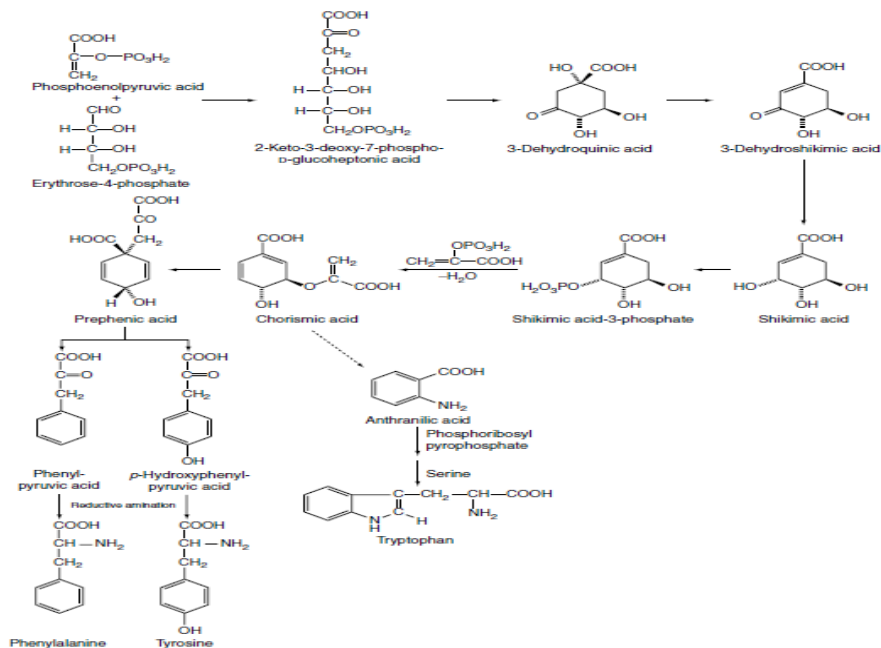 COOH
C—O—PO3H2
CH2
Phosphoenolpyruvic acid
+
CHO
H—C—OH
H—C—OH
CH2OPO3H2
Erythrose-4-phosphate
COOH
C=O
CH2
CHOH
H—C—OH
H—C—OH
CH2OPO3H2
2-Keto-3-deoxy-7-phospho-
D-glucoheptonic acid
HO COOH
O
OH
OH
3-Dehydroquinic acid
COOH
O
OH
OH
3-Dehydroshikimic acid
COOH
HO
OH
OH
Shikimic acid
COOH
H2O3PO
OH
OH
Shikimic acid-3-phosphate
OPO3H2
CH2=C—COOH
–H2O
COOH
CH2
O
C
COOH
OH
Chorismic acid
COOH
CO
HOOC CH2
H OH
Prephenic acid
COOH
C=O
CH2
Phenyl-
pyruvic acid
COOH
C=O
CH2
OH
p-Hydroxyphenyl-
pyruvic acid
Reductive amination
COOH
CH—NH2
CH2
Phenylalanine
COOH
CH—NH2
CH2
OH
Tyrosine
COOH
NH2
Anthranilic acid
Phosphoribosyl
pyrophosphate
Serine
C—CH2—CH—COOH
NH2
N
H
C
H
Tryptophan